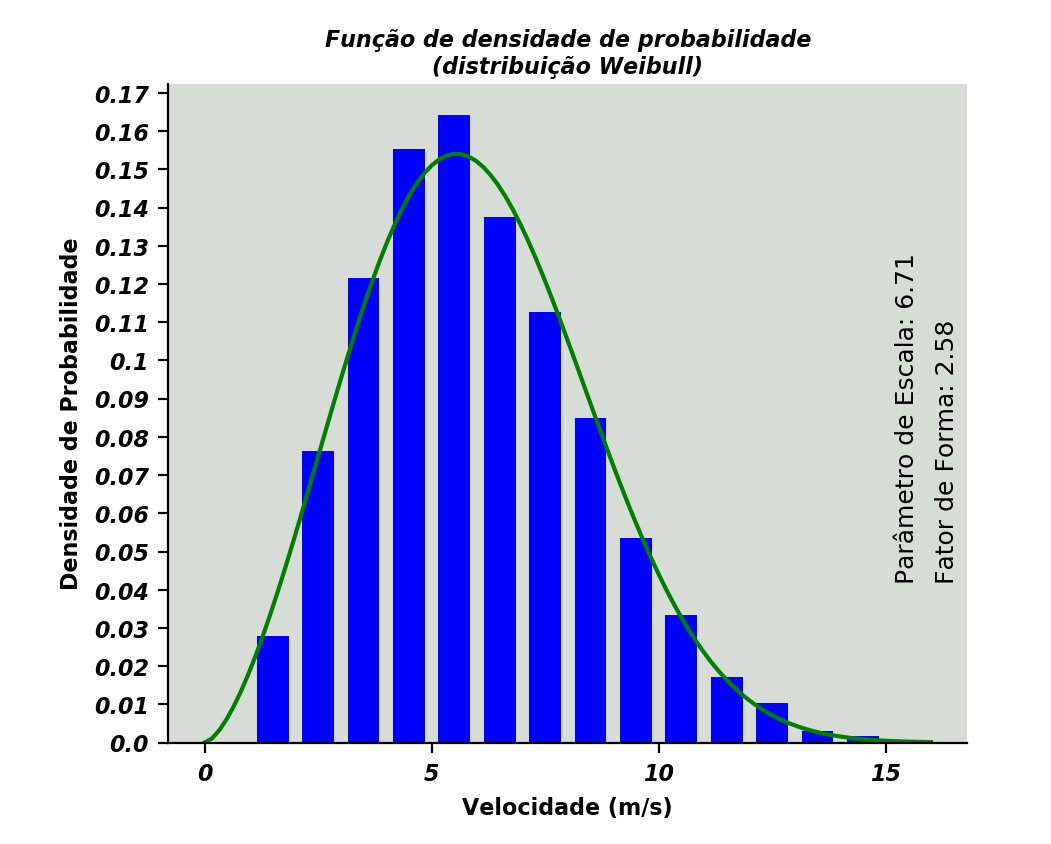 Função de densidade de probabilidade
(distribuição Weibull)
Densidade de Probabilidade
0.17
0.16
0.15
0.14
0.13
0.12
0.11
0.1
0.09
0.08
0.07
0.06
0.05
0.04
0.03
0.02
0.01
0.0
Parâmetro de Escala: 6.71
Fator de Forma: 2.58
0 5 10 15
Velocidade (m/s)